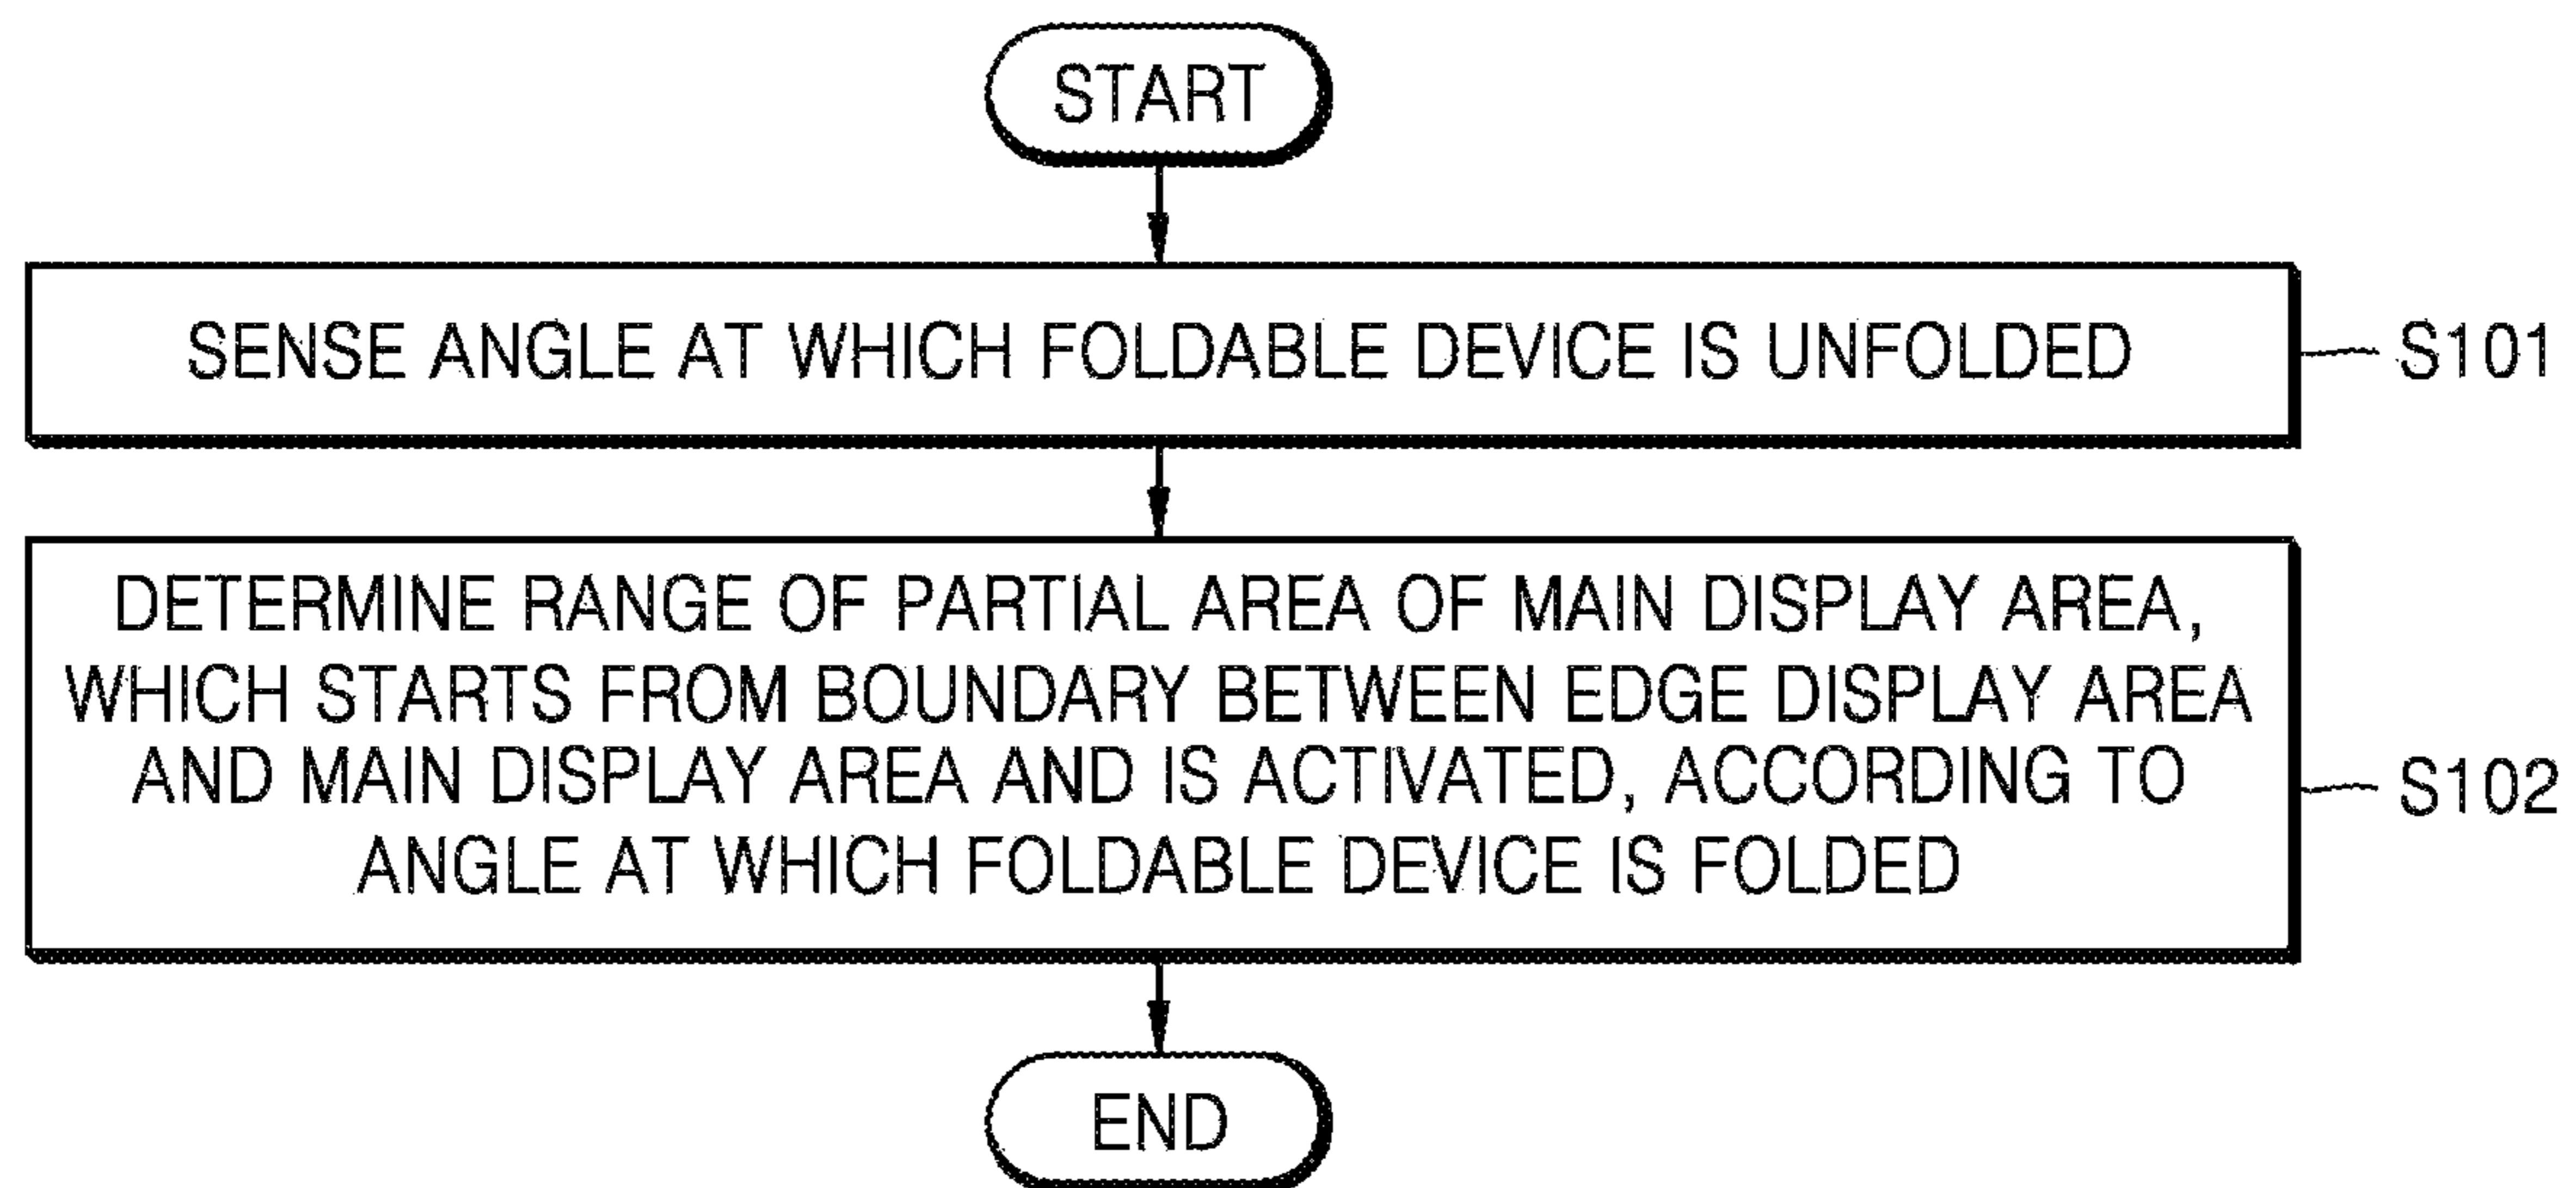 START
SENSE ANGLE AT WHICH FOLDABLE DEVICE IS UNFOLDED
S101
DETERMINE RANGE OF PARTIAL AREA OF MAIN DISPLAY AREA,
WHICH STARTS FROM BOUNDARY BETWEEN EDGE DISPLAY AREA
AND MAIN DISPLAY AREA AND IS ACTIVATED, ACCORDING TO
ANGLE AT WHICH FOLDABLE DEVICE IS FOLDED
S102
END